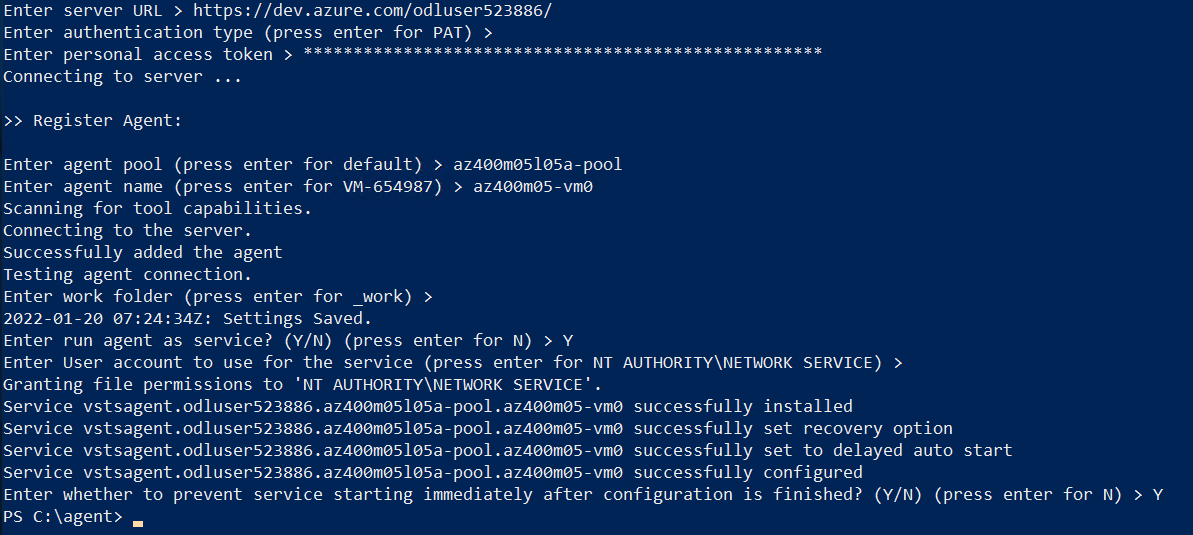 Enter server URL > https://dev.azure.com/odluser523886/
Enter authentication type (press enter for PAT) >
Enter personal access token > ****************************************************
Connecting to server ...
>> Register Agent:
Enter agent pool (press enter for default) > az400m05l05a-pool
Enter agent name (press enter for VM-654987) > az400m05-vm0
Scanning for tool capabilities.
Connecting to the server.
Successfully added the agent
Testing agent connection.
Enter work folder (press enter for _work) >
2022-01-20 07:24:34Z: Settings Saved.
Enter run agent as service? (Y/N) (press enter for N) > Y
Enter User account to use for the service (press enter for NT AUTHORITY\NETWORK SERVICE) >
Granting file permissions to 'NT AUTHORITY\NETWORK SERVICE'.
Service vstsagent.odluser523886.az400m05l05a-pool.az400m05-vm0 successfully installed
Service vstsagent.odluser523886.az400m05l05a-pool.az400m05-vm0 successfully set recovery option
Service vstsagent.odluser523886.az400m05l05a-pool.az400m05-vm0 successfully set to delayed auto start
Service vstsagent.odluser523886.az400m05l05a-pool.az400m05-vm0 successfully configured
Enter whether to prevent service starting immediately after configuration is finished? (Y/N) (press enter for N) > Y
PS C:\agent>